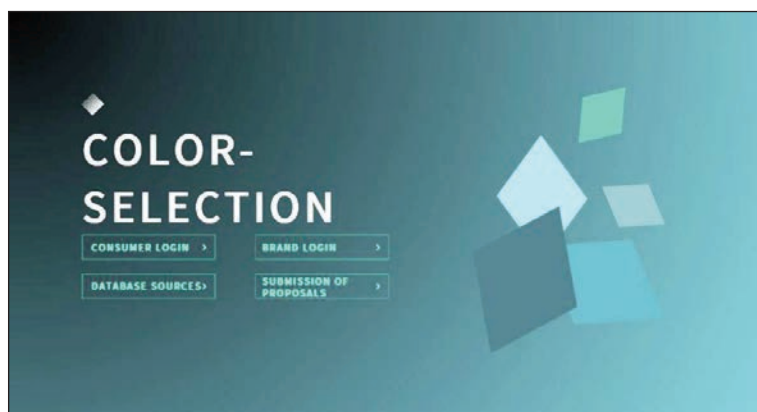 COLOR-
SELECTION
CONSUMER LOGIN >
BRAND LOGIN >
DATABASE SOURCES>
SUBMISSION OF >
PROPOSALS